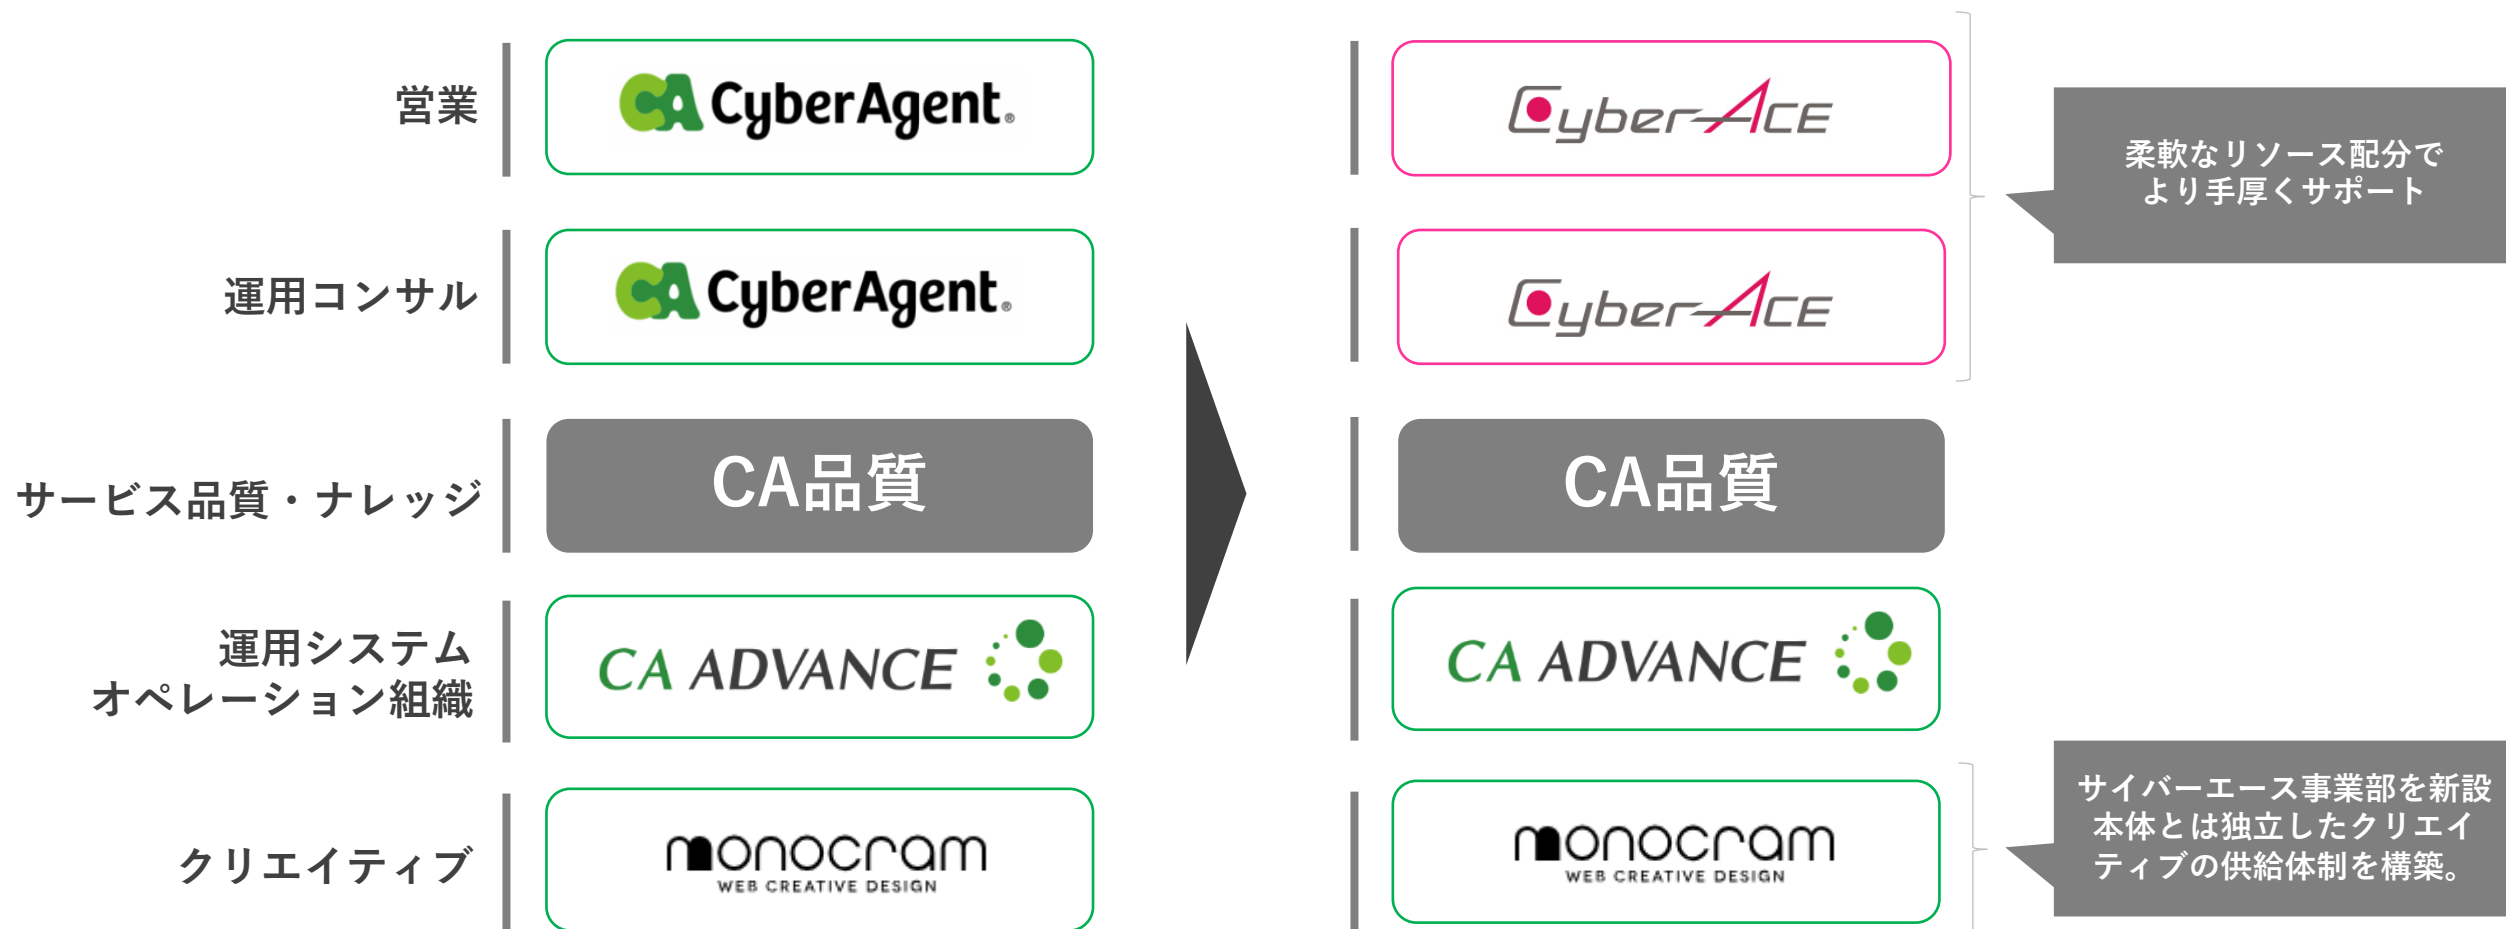 営業
CA CyberAgent®
Cyber ACE
柔軟なリソース配分で
より手厚くサポート
運用コンサル
CA CyberAgent®
Cyber ACE
サービス品質・ナレッジ
CA品質
CA品質
運用システム
オペレーション組織
CA ADVANCE
CA ADVANCE
クリエイティブ
monocram
WEB CREATIVE DESIGN
monocram
WEB CREATIVE DESIGN
サイバーエース事業部を新設
本体とは独立したクリエイ
ティブの供給体制を構築。